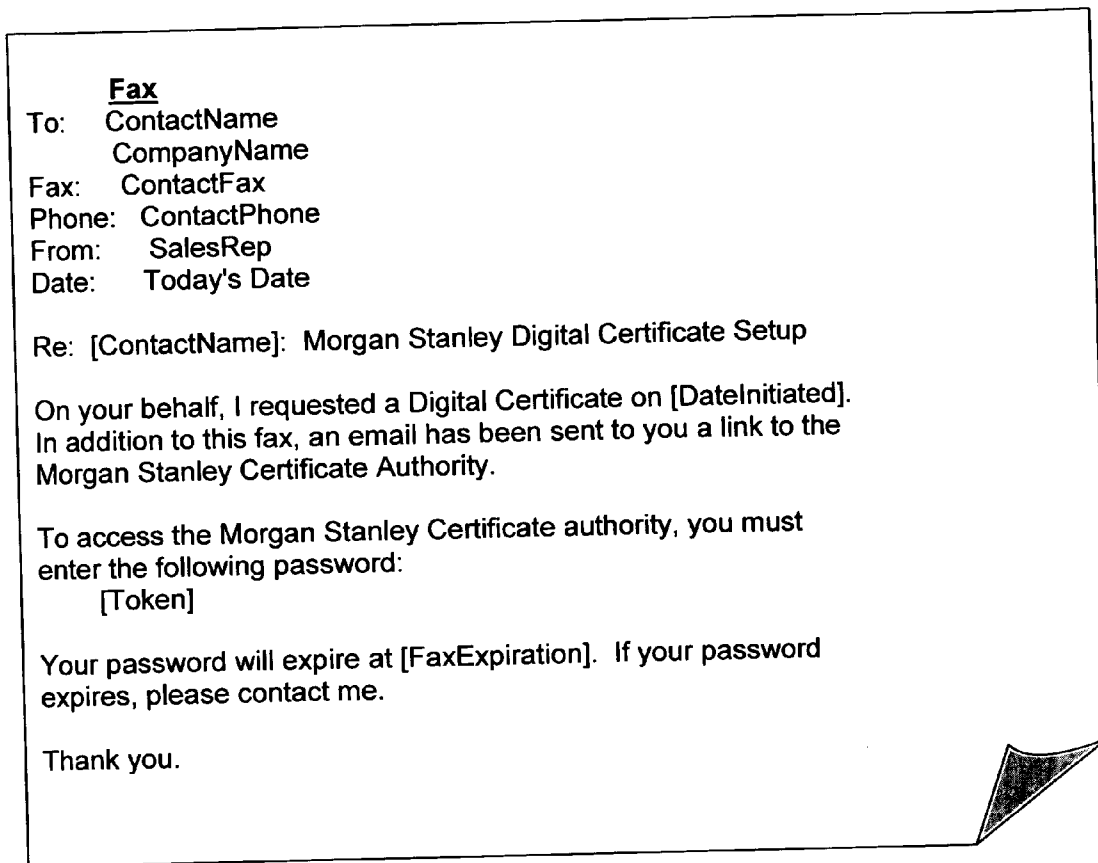 Fax
To: ContactName
CompanyName
Fax: ContactFax
Phone: ContactPhone
From: SalesRep
Date: Today's Date
Re: [ContactName]: Morgan Stanley Digital Certificate Setup
On your behalf, I requested a Digital Certificate on [DateInitiated].
In addition to this fax, an email has been sent to you a link to the
Morgan Stanley Certificate Authority.
To access the Morgan Stanley Certificate authority, you must
enter the following password:
[Token]
Your password will expire at [FaxExpiration]. If your password
expires, please contact me.
Thank you.